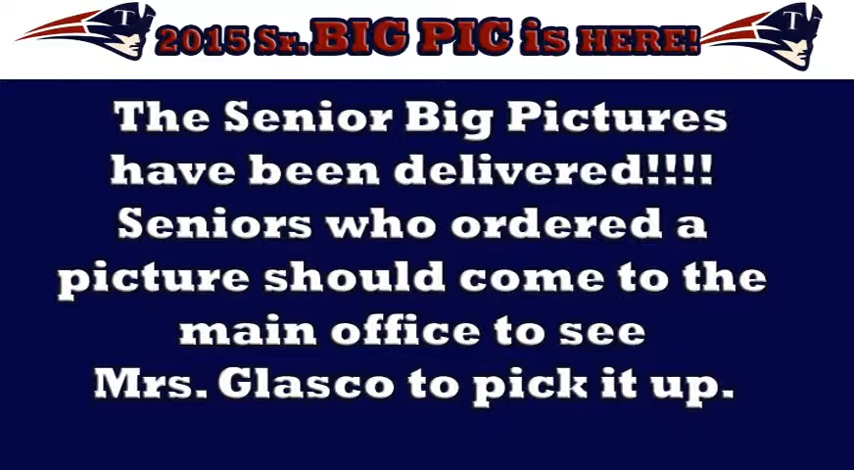 T 2015 Sr. BIG PIC is HERE! T
The Senior Big Pictures
have been delivered!!!!
Seniors who ordered a
picture should come to the
main office to see
Mrs. Glasco to pick it up.